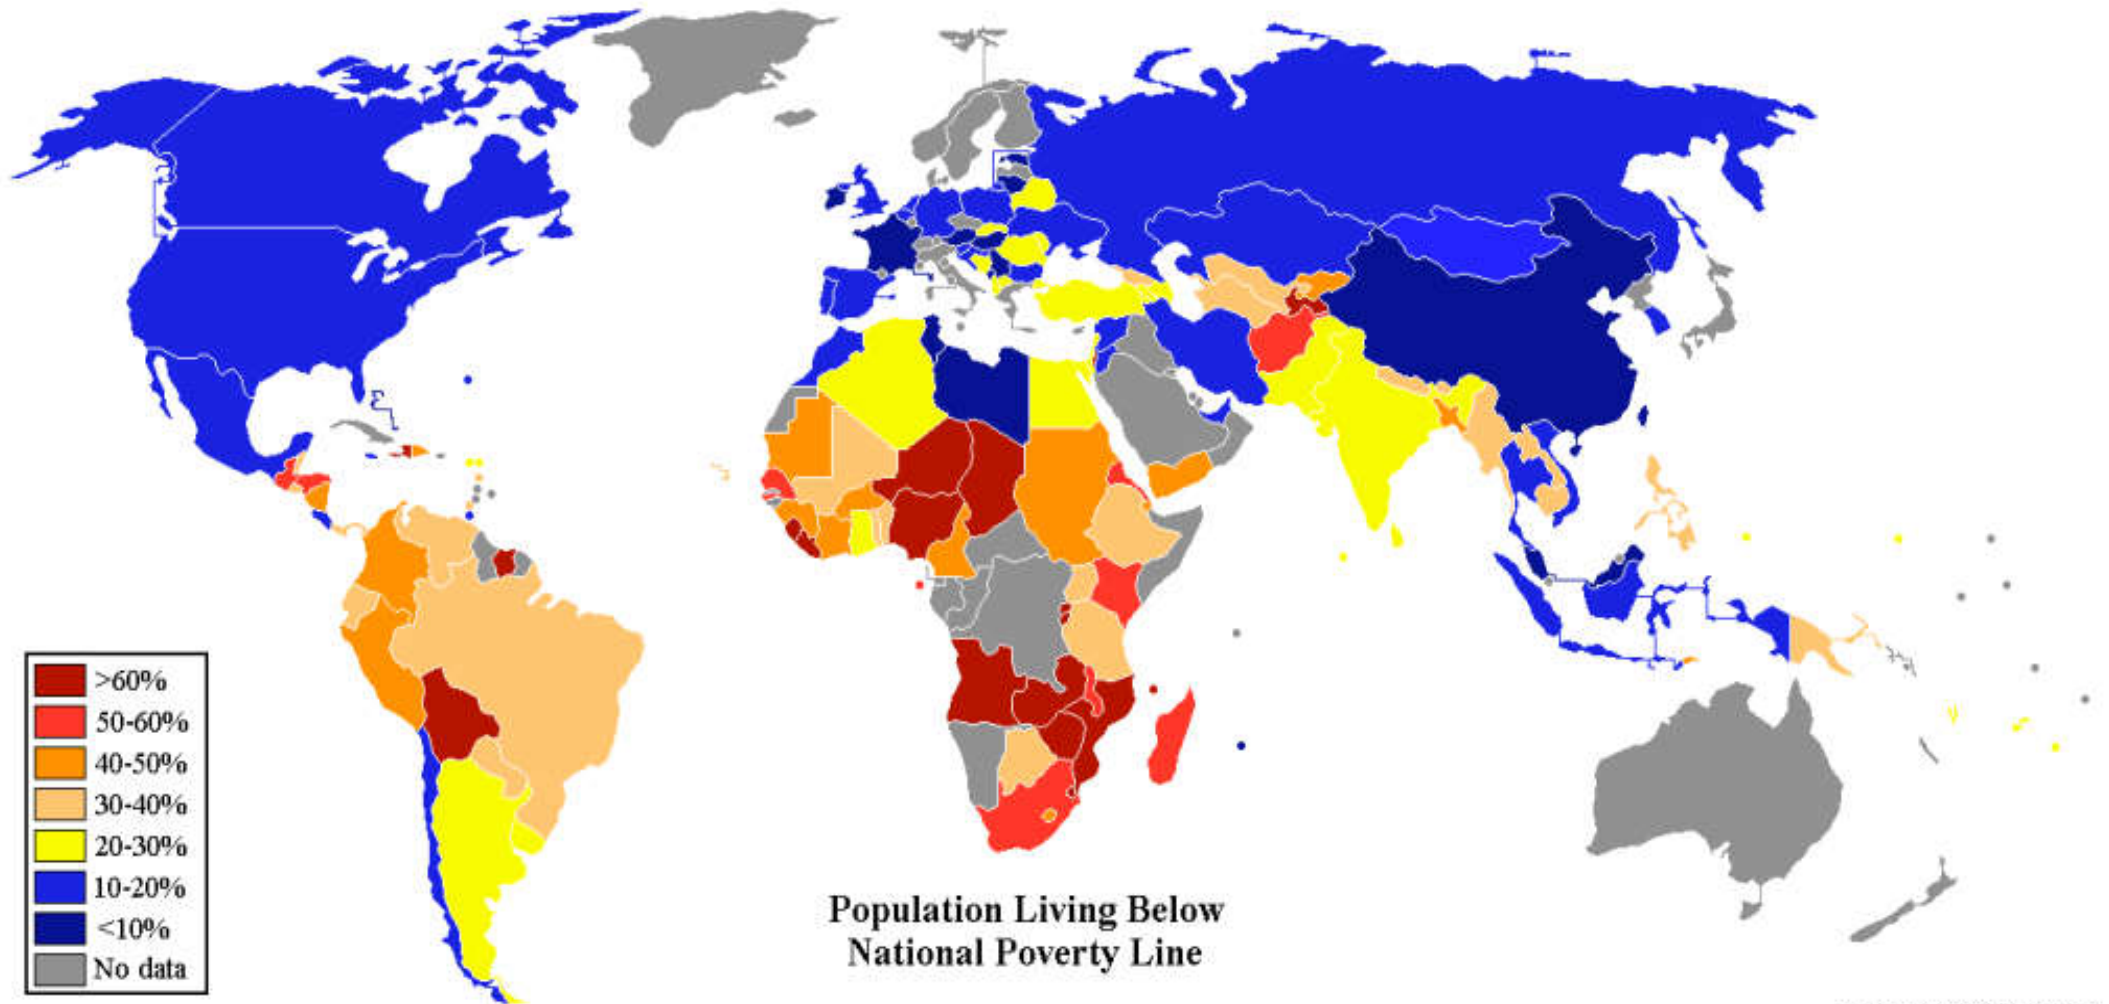 >60%
50-60%
40-50%
30-40%
20-30%
10-20%
<10%
No data
Population Living Below
National Poverty Line